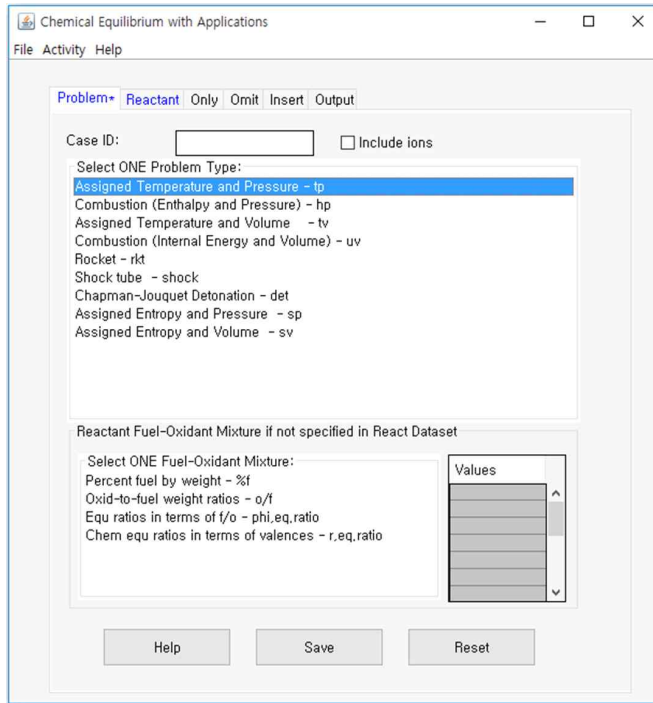 Chemical Equilibrium with Applications
File Activity Help
Problem* Reactant Only Omit Insert Output
Case ID: Include ions
Select ONE Problem Type:
Assigned Temperature and Pressure - tp
Combustion (Enthalpy and Pressure) - hp
Assigned Temperature and Volume - tv
Combustion (Internal Energy and Volume) - uv
Rocket - rkt
Shock tube - shock
Chapman-Jouquet Detonation - det
Assigned Entropy and Pressure - sp
Assigned Entropy and Volume - sv
Reactant Fuel-Oxidant Mixture if not specified in React Dataset
Select ONE Fuel-Oxidant Mixture:
Percent fuel by weight - %f
Oxid-to-fuel weight ratios - o/f
Equ ratios in terms of f/o - phi,eq,ratio
Chem equ ratios in terms of valences - r,eq,ratio
Values
Help Save Reset